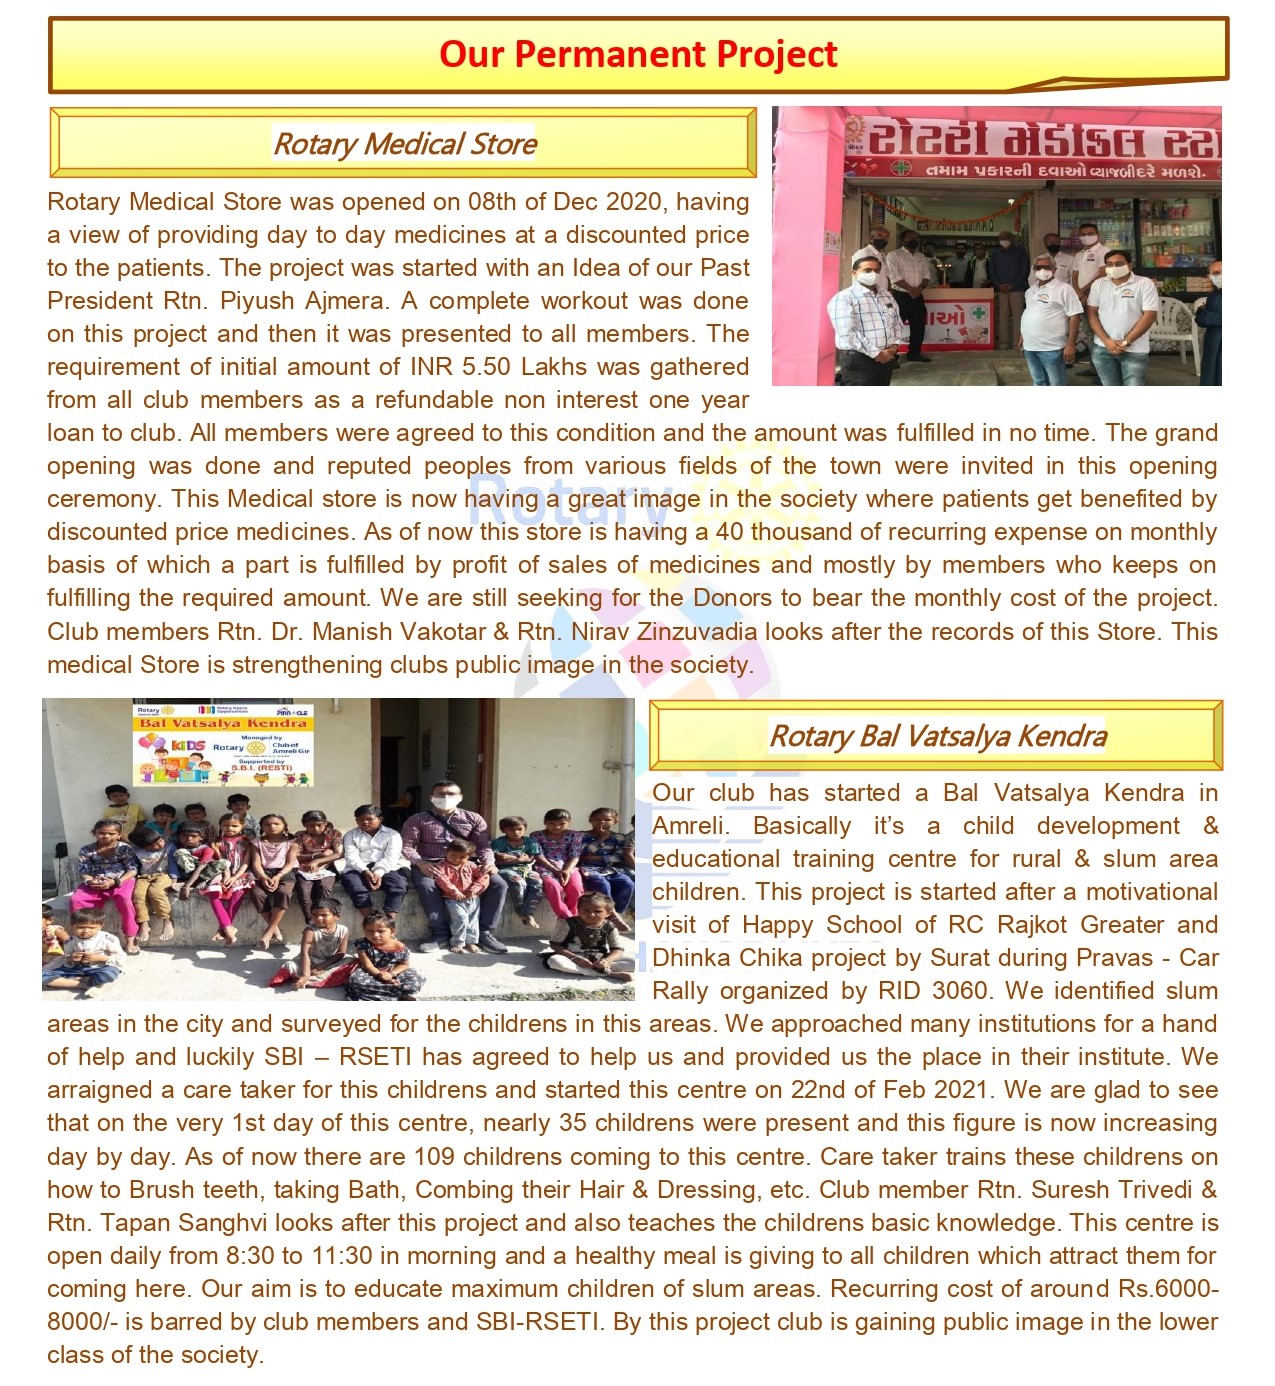 Our Permanent Project
Rotary Medical Store
રોટરી મેડીકલ સ્ટો
તમામ પ્રકારની દવાઓ વ્યાજબી દરે મળશે.
Rotary Medical Store was opened on 08th of Dec 2020, having
a view of providing day to day medicines at a discounted price
to the patients. The project was started with an Idea of our Past
President Rtn. Piyush Ajmera. A complete workout was done
on this project and then it was presented to all members. The
requirement of initial amount of INR 5.50 Lakhs was gathered
from all club members as a refundable non interest one year
loan to club. All members were agreed to this condition and the amount was fulfilled in no time. The grand
opening was done and reputed peoples from various fields of the town were invited in this opening
ceremony. This Medical store is now having a great image in the society where patients get benefited by
discounted price medicines. As of now this store is having a 40 thousand of recurring expense on monthly
basis of which a part is fulfilled by profit of sales of medicines and mostly by members who keeps on
fulfilling the required amount. We are still seeking for the Donors to bear the monthly cost of the project.
Club members Rtn. Dr. Manish Vakotar & Rtn. Nirav Zinzuvadia looks after the records of this Store. This
medical Store is strengthening clubs public image in the society.
Rotary
Rotary
Bal Vatsalya Kendra
Managed by
KiDS
Rotary Club of
Amreli Gir
Supported by
S.B.I. (RESTI)
Rotary Bal Vatsalya Kendra
Our club has started a Bal Vatsalya Kendra in
Amreli. Basically it’s a child development &
educational training centre for rural & slum area
children. This project is started after a motivational
visit of Happy School of RC Rajkot Greater and
Dhinka Chika project by Surat during Pravas - Car
Rally organized by RID 3060. We identified slum
areas in the city and surveyed for the childrens in this areas. We approached many institutions for a hand
of help and luckily SBI – RSETI has agreed to help us and provided us the place in their institute. We
arraigned a care taker for this childrens and started this centre on 22nd of Feb 2021. We are glad to see
that on the very 1st day of this centre, nearly 35 childrens were present and this figure is now increasing
day by day. As of now there are 109 childrens coming to this centre. Care taker trains these childrens on
how to Brush teeth, taking Bath, Combing their Hair & Dressing, etc. Club member Rtn. Suresh Trivedi &
Rtn. Tapan Sanghvi looks after this project and also teaches the childrens basic knowledge. This centre is
open daily from 8:30 to 11:30 in morning and a healthy meal is giving to all children which attract them for
coming here. Our aim is to educate maximum children of slum areas. Recurring cost of around Rs.6000-
8000/- is barred by club members and SBI-RSETI. By this project club is gaining public image in the lower
class of the society.